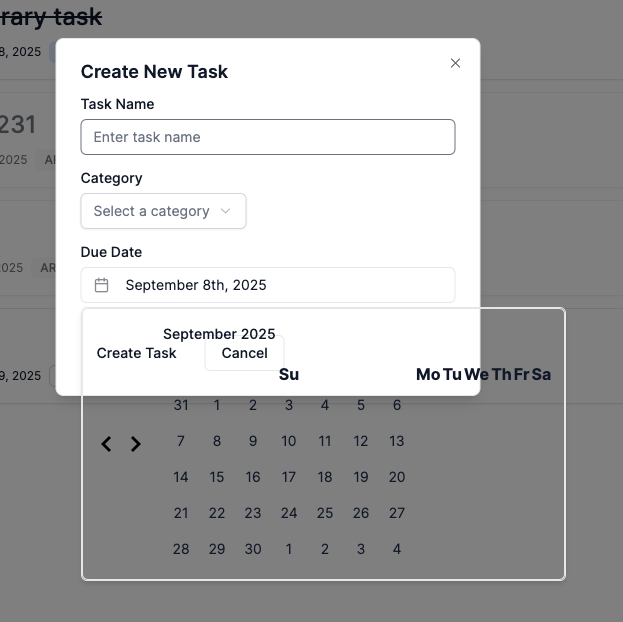 rary task
8, 2025
Create New Task
Task Name
Enter task name
231
2025 AR
Category
Select a category
Due Date
2025 AR
September 8th, 2025
September 2025
Create Task Cancel
9, 2025
Su Mo Tu We Th Fr Sa
31 1 2 3 4 5 6
7 8 9 10 11 12 13
14 15 16 17 18 19 20
21 22 23 24 25 26 27
28 29 30 1 2 3 4